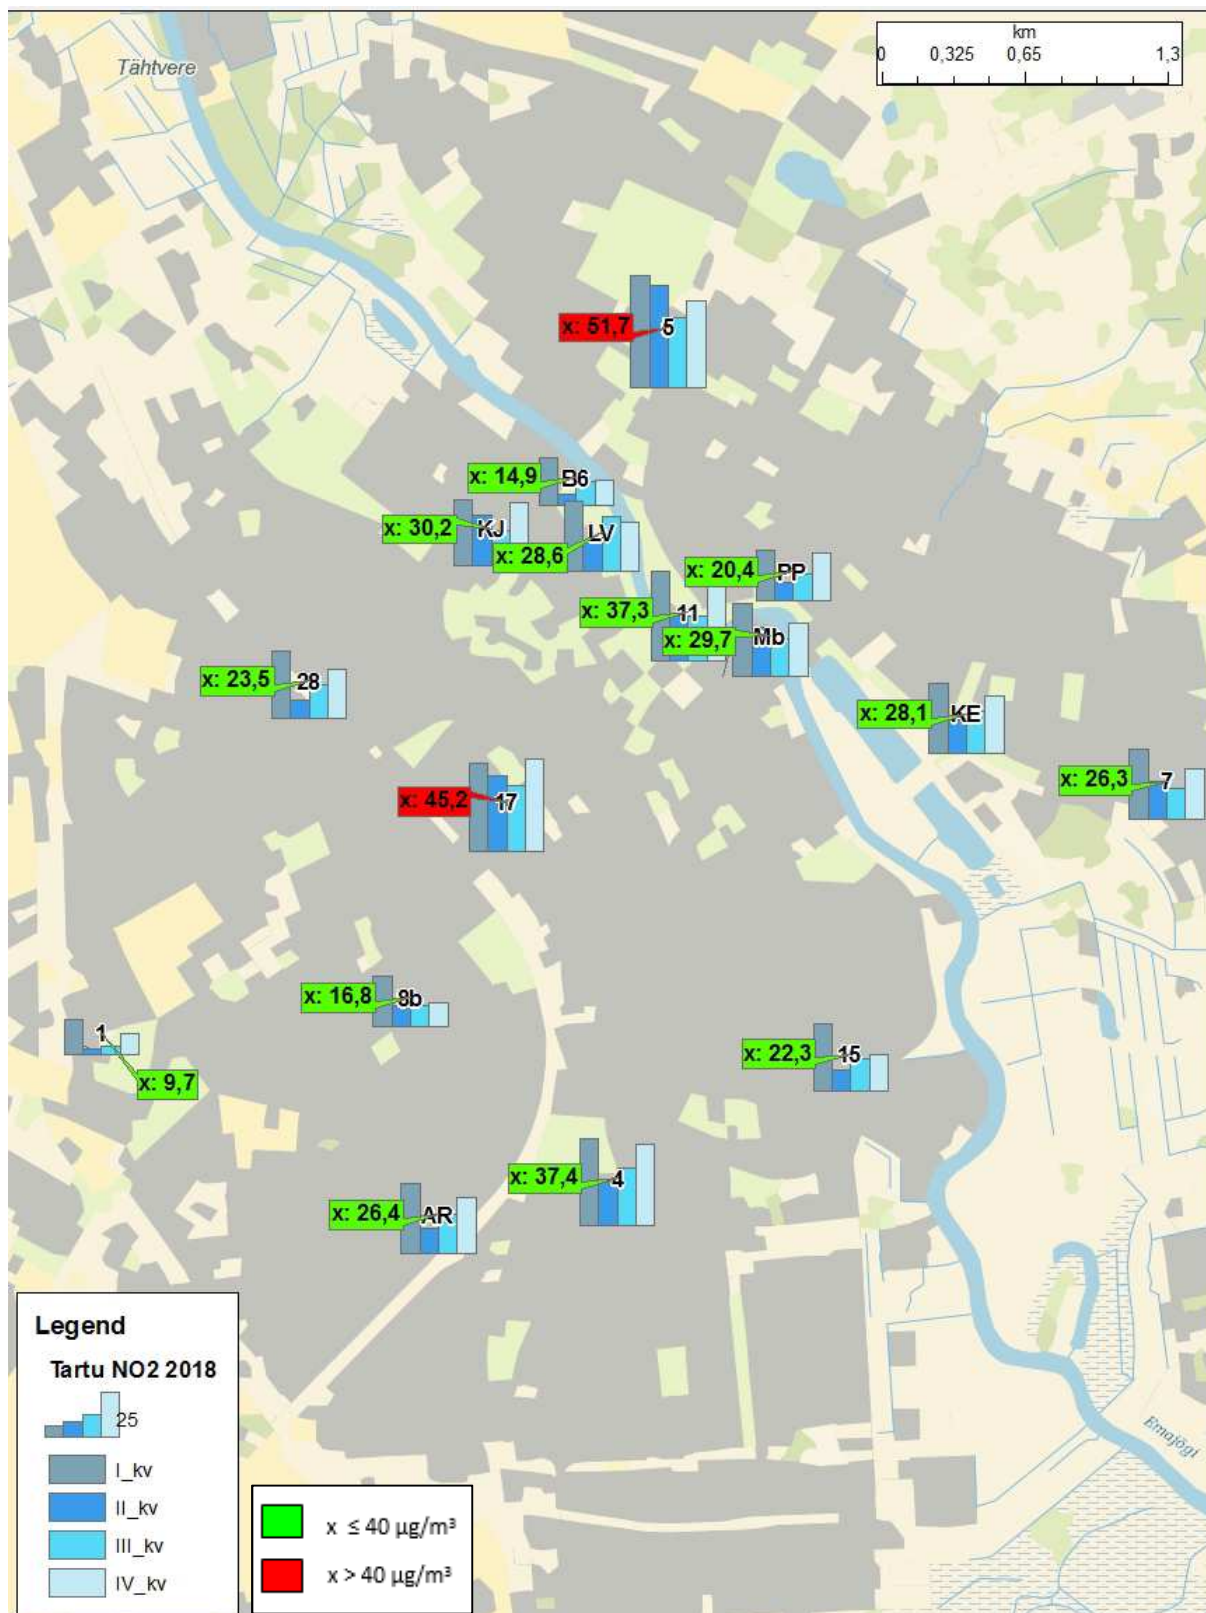 km
0 0,325 0,65 1,3
Tähtvere
x: 51,7 5
x: 14,9 B6
x: 30,2 KJ
x: 28,6 LV
x: 20,4 PP
x: 37,3 11
x: 29,7 Mb
x: 23,5 28
x: 28,1 KE
x: 26,3 7
x: 45,2 17
x: 16,8 8b
1
x: 9,7
x: 22,3 15
x: 37,4 4
x: 26,4 AR
Emajõgi
Legend
Tartu NO2 2018
25
I_kv
II_kv
III_kv
IV_kv
x ≤ 40 µg/m³
x > 40 µg/m³